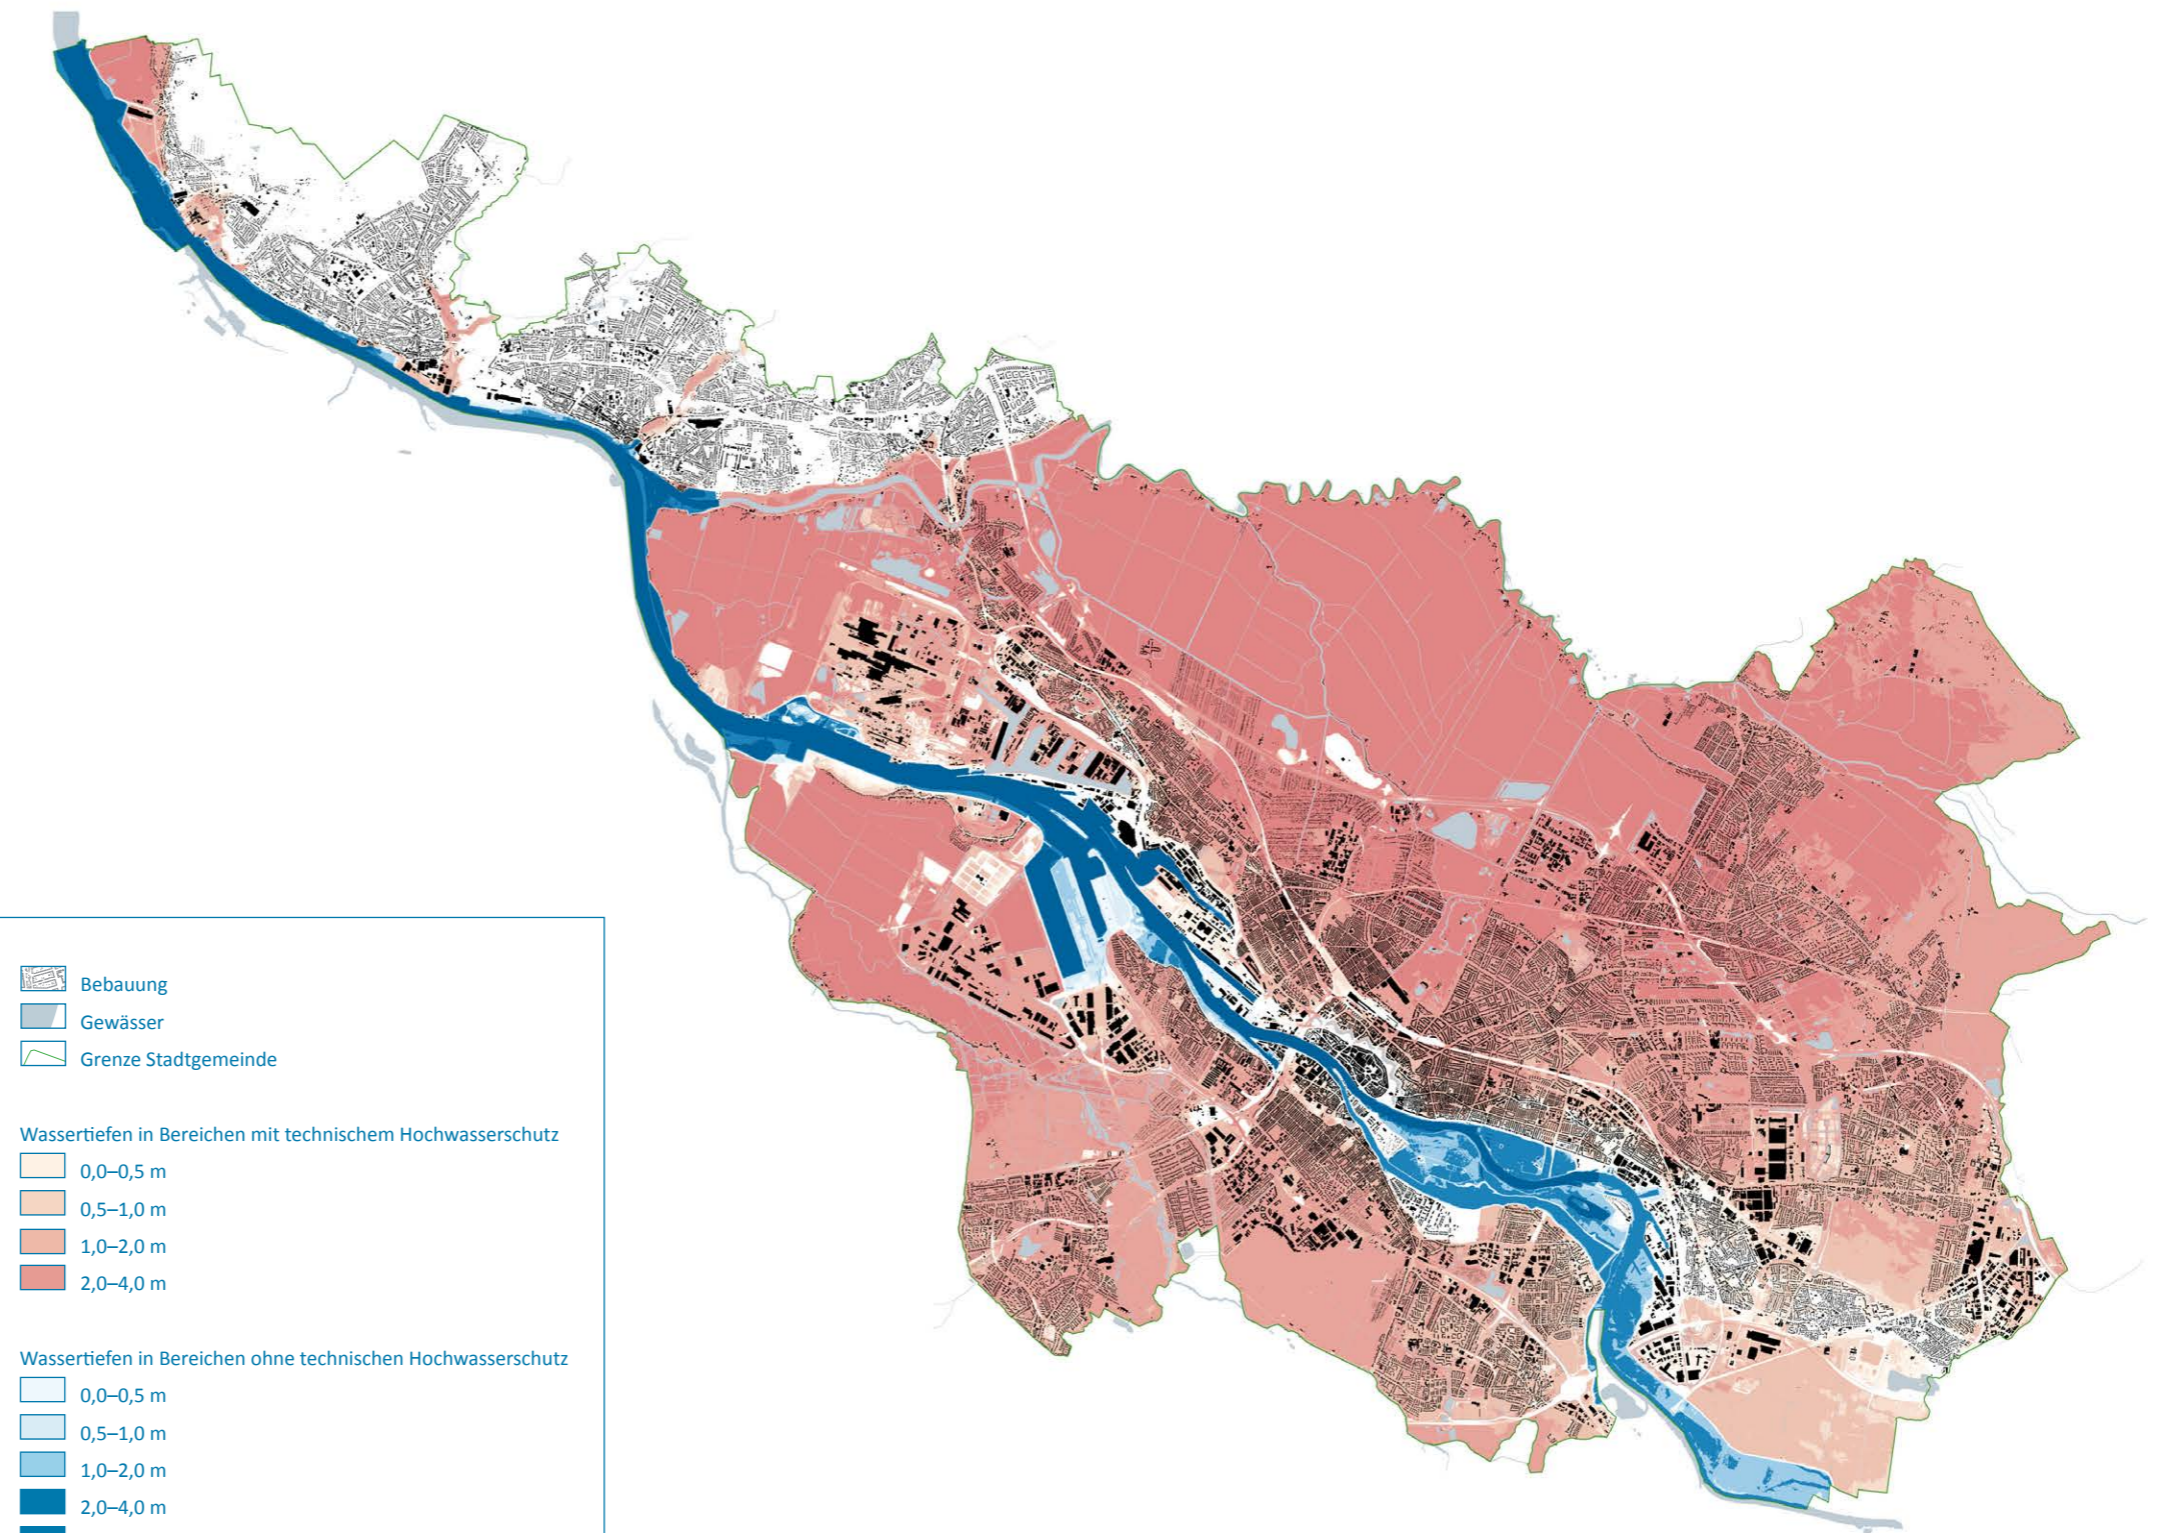 Bebauung
Gewässer
Grenze Stadtgemeinde
Wassertiefen in Bereichen mit technischem Hochwasserschutz
0,0–0,5 m
0,5–1,0 m
1,0–2,0 m
2,0–4,0 m
Wassertiefen in Bereichen ohne technischen Hochwasserschutz
0,0–0,5 m
0,5–1,0 m
1,0–2,0 m
2,0–4,0 m